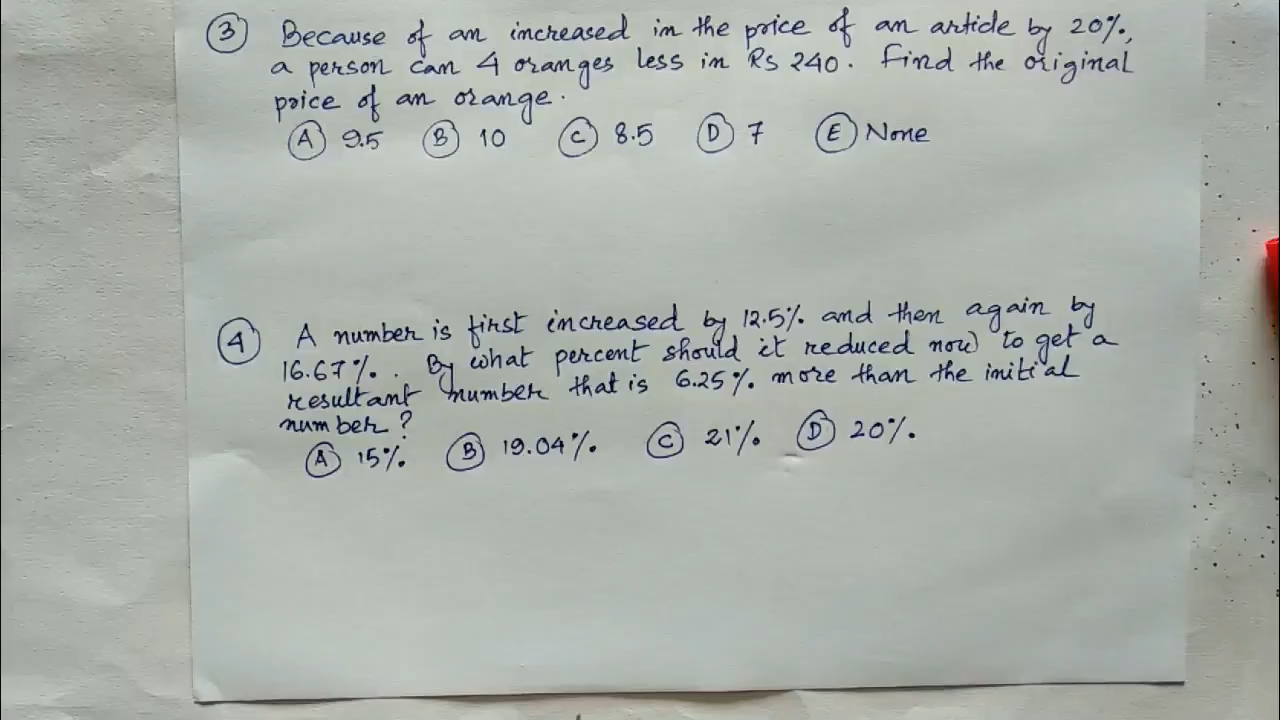 ③ Because of an increased in the price of an article by 20%,
a person can 4 oranges less in Rs 240. Find the original
price of an orange.
Ⓐ 9.5 Ⓑ 10 Ⓒ 8.5 Ⓓ 7 Ⓔ None
④ A number is first increased by 12.5% and then again by
16.67%. By what percent should it reduced now to get a
resultant number that is 6.25% more than the initial
number?
Ⓐ 15% Ⓑ 19.04% Ⓒ 21% Ⓓ 20%.